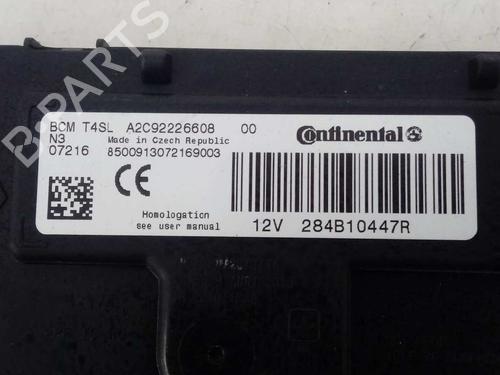 BCM T4SL A2C92226608 00
N3 Made in Czech Republic
07216 8500913072169003
Continental
CE
Homologation
see user manual
12V 284B10447R
B-PARTS